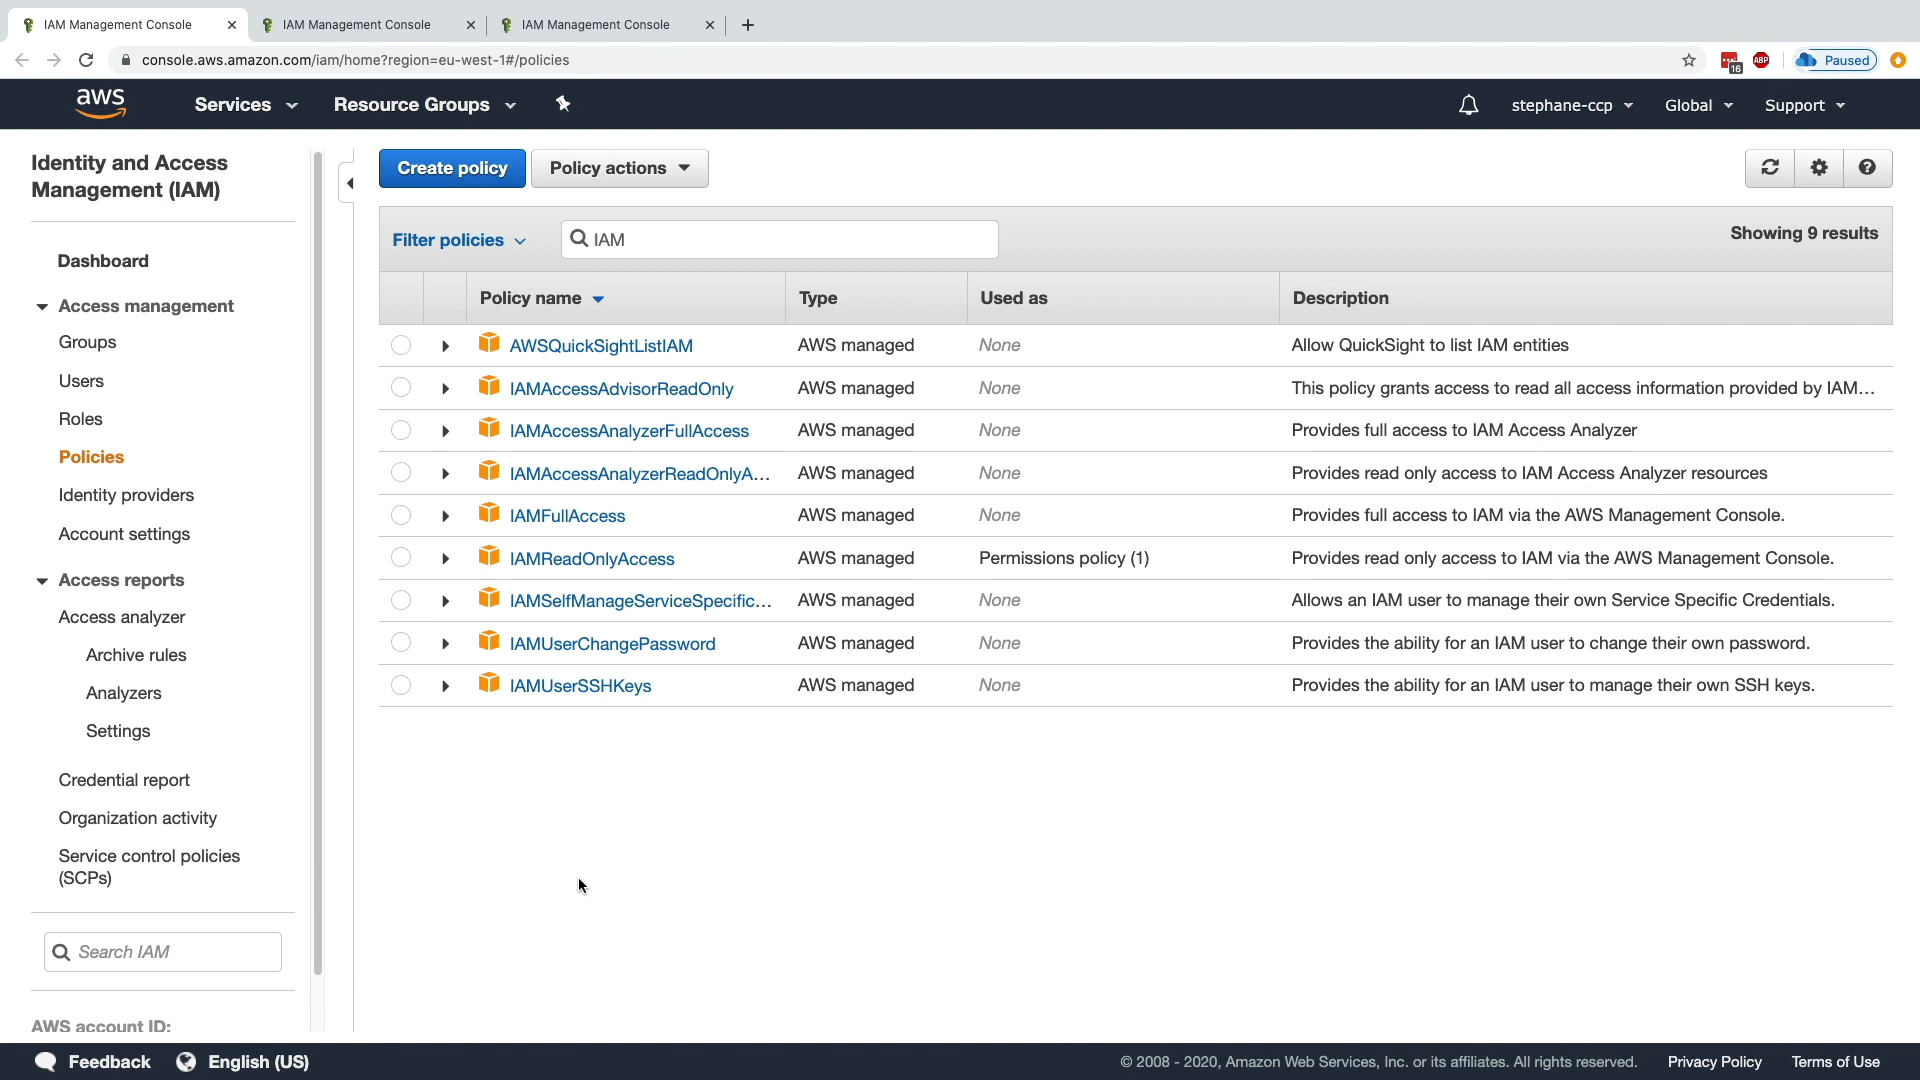 IAM Management Console
IAM Management Console
IAM Management Console
console.aws.amazon.com/iam/home?region=eu-west-1#/policies
16
ABP
Paused
aws
Services
Resource Groups
stephane-ccp
Global
Support
Identity and Access
Management (IAM)
Dashboard
Access management
Groups
Users
Roles
Policies
Identity providers
Account settings
Access reports
Access analyzer
Archive rules
Analyzers
Settings
Credential report
Organization activity
Service control policies
(SCPs)
Search IAM
AWS account ID:
Create policy
Policy actions
Filter policies
IAM
Showing 9 results
Policy name Type Used as Description
AWSQuickSightListIAM AWS managed None Allow QuickSight to list IAM entities
IAMAccessAdvisorReadOnly AWS managed None This policy grants access to read all access information provided by IAM...
IAMAccessAnalyzerFullAccess AWS managed None Provides full access to IAM Access Analyzer
IAMAccessAnalyzerReadOnlyA... AWS managed None Provides read only access to IAM Access Analyzer resources
IAMFullAccess AWS managed None Provides full access to IAM via the AWS Management Console.
IAMReadOnlyAccess AWS managed Permissions policy (1) Provides read only access to IAM via the AWS Management Console.
IAMSelfManageServiceSpecific... AWS managed None Allows an IAM user to manage their own Service Specific Credentials.
IAMUserChangePassword AWS managed None Provides the ability for an IAM user to change their own password.
IAMUserSSHKeys AWS managed None Provides the ability for an IAM user to manage their own SSH keys.
Feedback
English (US)
© 2008 - 2020, Amazon Web Services, Inc. or its affiliates. All rights reserved.
Privacy Policy
Terms of Use